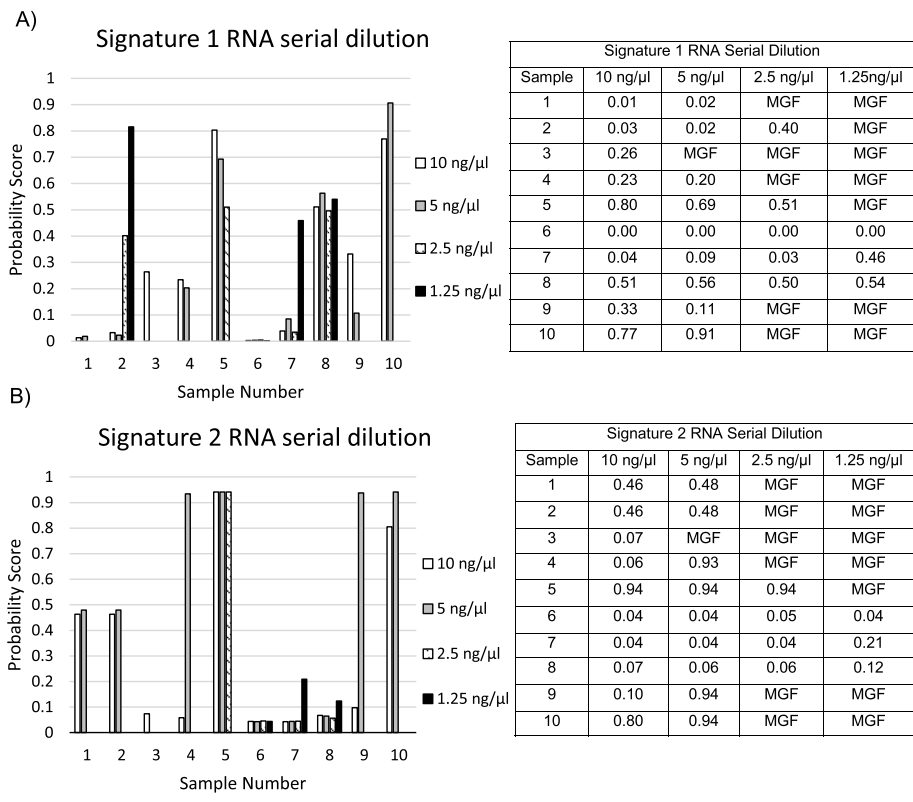 A)
Signature 1 RNA serial dilution
1
0.9
0.8
0.7
0.6
0.5
0.4
0.3
0.2
0.1
0
Probability Score
1 2 3 4 5 6 7 8 9 10
Sample Number
10 ng/µl
5 ng/µl
2.5 ng/µl
1.25 ng/µl
Signature 1 RNA Serial Dilution
Sample 10 ng/µl 5 ng/µl 2.5 ng/µl 1.25ng/µl
1 0.01 0.02 MGF MGF
2 0.03 0.02 0.40 MGF
3 0.26 MGF MGF MGF
4 0.23 0.20 MGF MGF
5 0.80 0.69 0.51 MGF
6 0.00 0.00 0.00 0.00
7 0.04 0.09 0.03 0.46
8 0.51 0.56 0.50 0.54
9 0.33 0.11 MGF MGF
10 0.77 0.91 MGF MGF
B)
Signature 2 RNA serial dilution
1
0.9
0.8
0.7
0.6
0.5
0.4
0.3
0.2
0.1
0
Probability Score
1 2 3 4 5 6 7 8 9 10
Sample Number
10 ng/µl
5 ng/µl
2.5 ng/µl
1.25 ng/µl
Signature 2 RNA Serial Dilution
Sample 10 ng/µl 5 ng/µl 2.5 ng/µl 1.25 ng/µl
1 0.46 0.48 MGF MGF
2 0.46 0.48 MGF MGF
3 0.07 MGF MGF MGF
4 0.06 0.93 MGF MGF
5 0.94 0.94 0.94 MGF
6 0.04 0.04 0.05 0.04
7 0.04 0.04 0.04 0.21
8 0.07 0.06 0.06 0.12
9 0.10 0.94 MGF MGF
10 0.80 0.94 MGF MGF